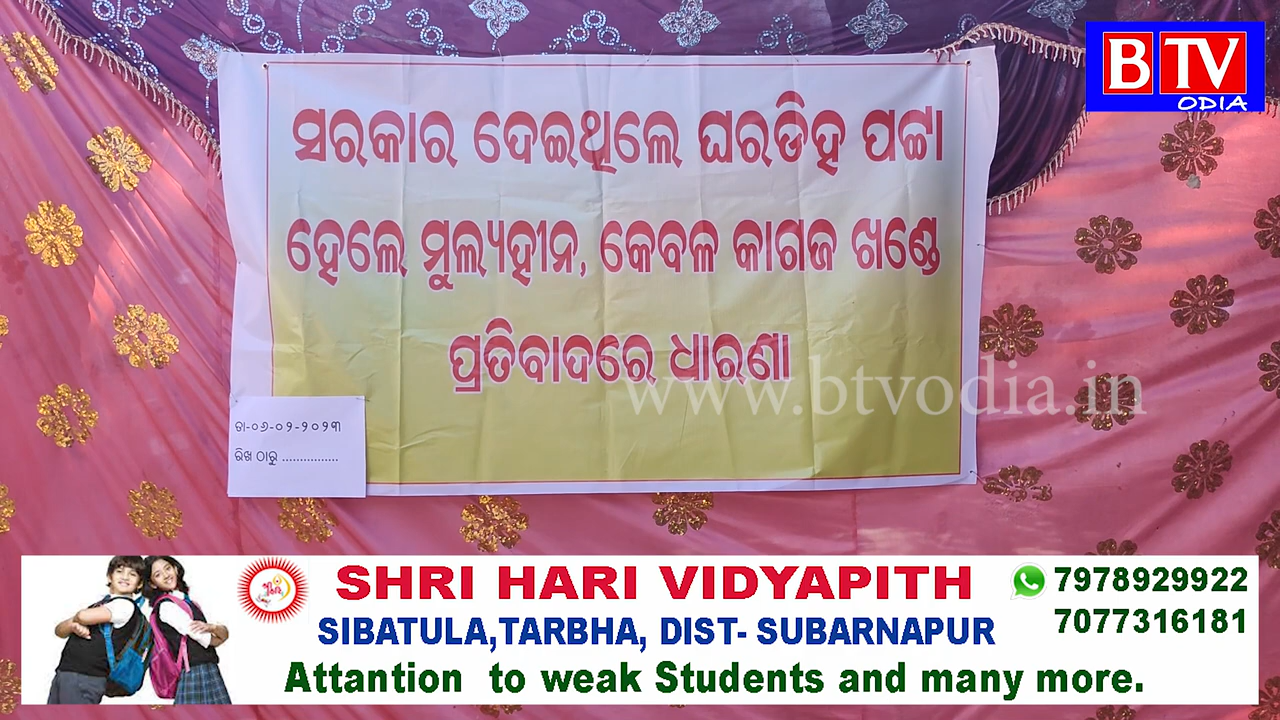 BTV
ODIA
ସରକାର ଦେଇଥିଲେ ଘରଡିହ ପଟ୍ଟା
ହେଲେ ମୁଲ୍ୟହୀନ, କେବଳ କାଗଜ ଖଣ୍ଡେ
ପ୍ରତିବାଦରେ ଧାରଣା
www.btvodia.in
ତା-୦୬-୦୨-୨୦୨୩
ରିଖ ଠାରୁ ................
SHRI HARI VIDYAPITH
SIBATULA,TARBHA, DIST- SUBARNAPUR
Attantion to weak Students and many more.
7978929922
7077316181